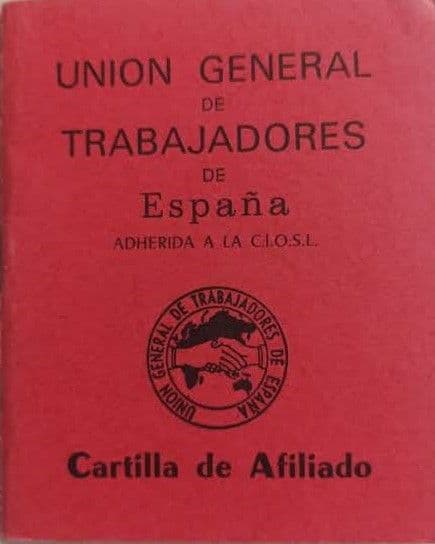 UNION GENERAL
DE
TRABAJADORES
DE
España
ADHERIDA A LA C.I.O.S.L.
UNION GENERAL DE TRABAJADORES DE ESPAÑA
Cartilla de Afiliado